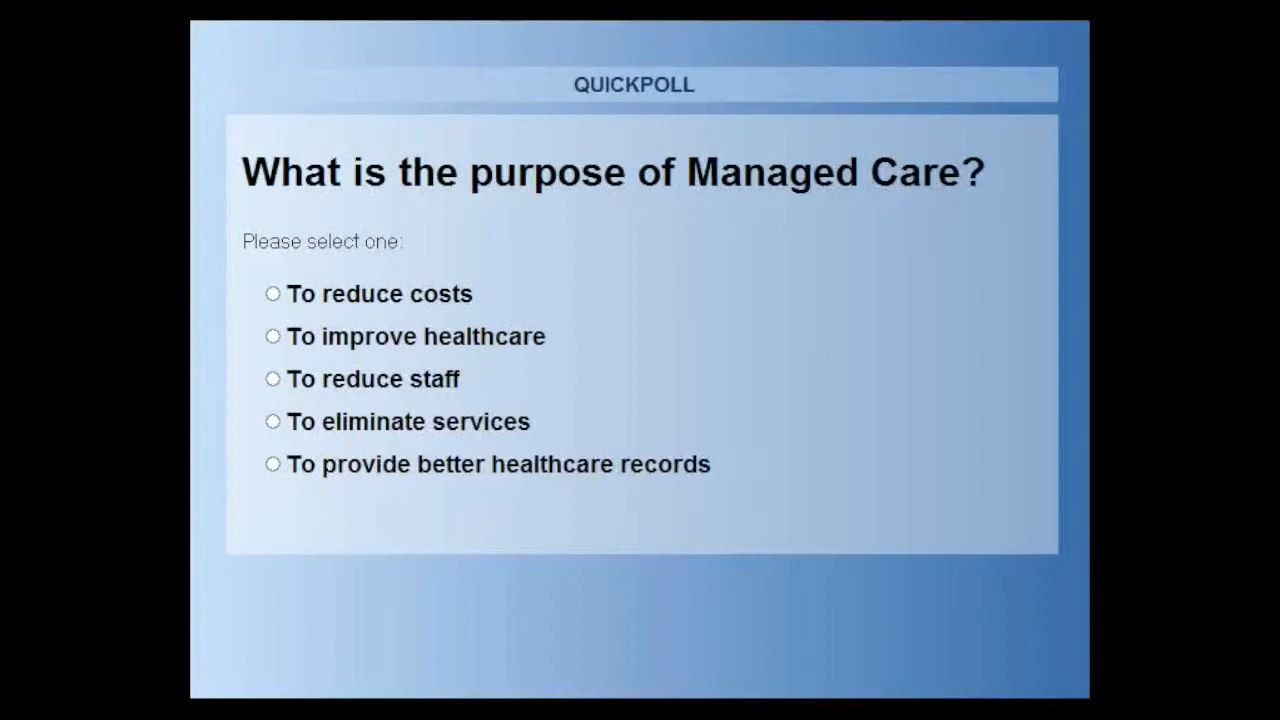 QUICKPOLL
What is the purpose of Managed Care?
Please select one:
To reduce costs
To improve healthcare
To reduce staff
To eliminate services
To provide better healthcare records